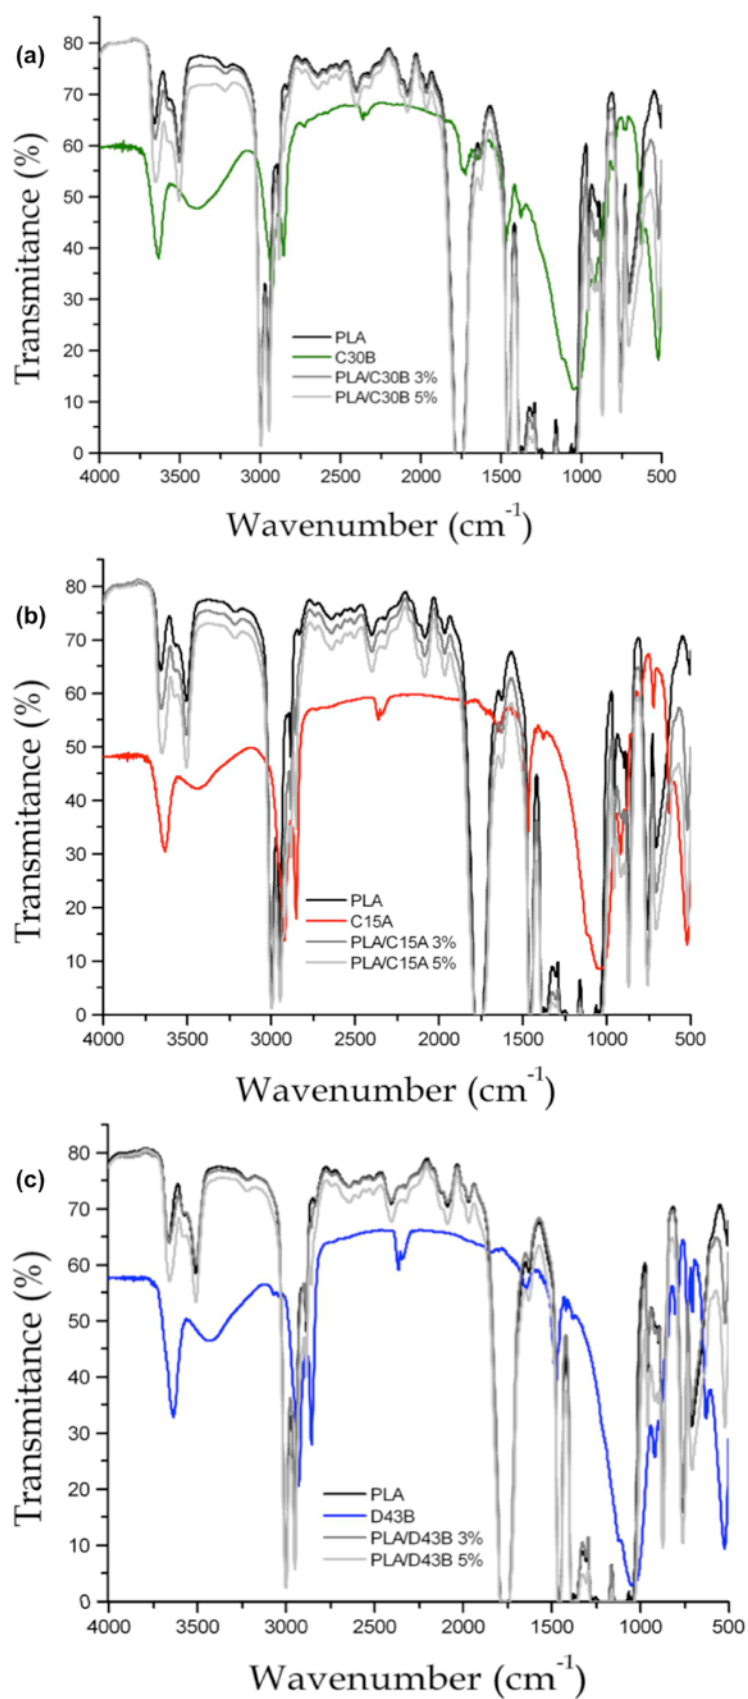 (a)
Transmitance (%)
80
70
60
50
40
30
20
10
0
PLA
C30B
PLA/C30B 3%
PLA/C30B 5%
4000 3500 3000 2500 2000 1500 1000 500
Wavenumber (cm-1)
(b)
Transmitance (%)
80
70
60
50
40
30
20
10
0
PLA
C15A
PLA/C15A 3%
PLA/C15A 5%
4000 3500 3000 2500 2000 1500 1000 500
Wavenumber (cm-1)
(c)
Transmitance (%)
80
70
60
50
40
30
20
10
0
PLA
D43B
PLA/D43B 3%
PLA/D43B 5%
4000 3500 3000 2500 2000 1500 1000 500
Wavenumber (cm-1)